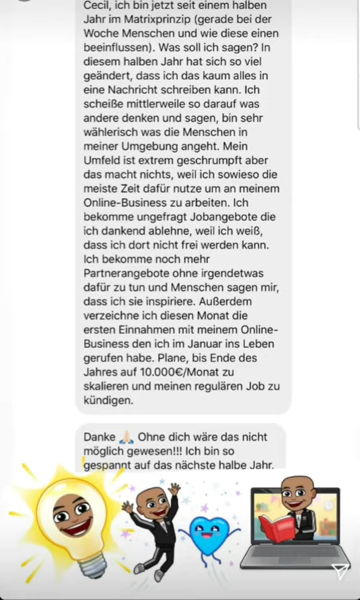 Cecil, ich bin jetzt seit einem halben
Jahr im Matrixprinzip (gerade bei der
Woche Menschen und wie diese einen
beeinflussen). Was soll ich sagen? In
diesem halben Jahr hat sich so viel
geändert, dass ich das kaum alles in
eine Nachricht schreiben kann. Ich
scheiße mittlerweile so darauf was
andere denken und sagen, bin sehr
wählerisch was die Menschen in
meiner Umgebung angeht. Mein
Umfeld ist extrem geschrumpft aber
das macht nichts, weil ich sowieso die
meiste Zeit dafür nutze um an meinem
Online-Business zu arbeiten. Ich
bekomme ungefragt Jobangebote die
ich dankend ablehne, weil ich weiß,
dass ich dort nicht frei werden kann.
Ich bekomme noch mehr
Partnerangebote ohne irgendetwas
dafür zu tun und Menschen sagen mir,
dass ich sie inspiriere. Außerdem
verzeichne ich diesen Monat die
ersten Einnahmen mit meinem Online-
Business den ich im Januar ins Leben
gerufen habe. Plane, bis Ende des
Jahres auf 10.000€/Monat zu
skalieren und meinen regulären Job zu
kündigen.
Danke 🙏🏻 Ohne dich wäre das nicht
möglich gewesen!!! Ich bin so
gespannt auf das nächste halbe Jahr.